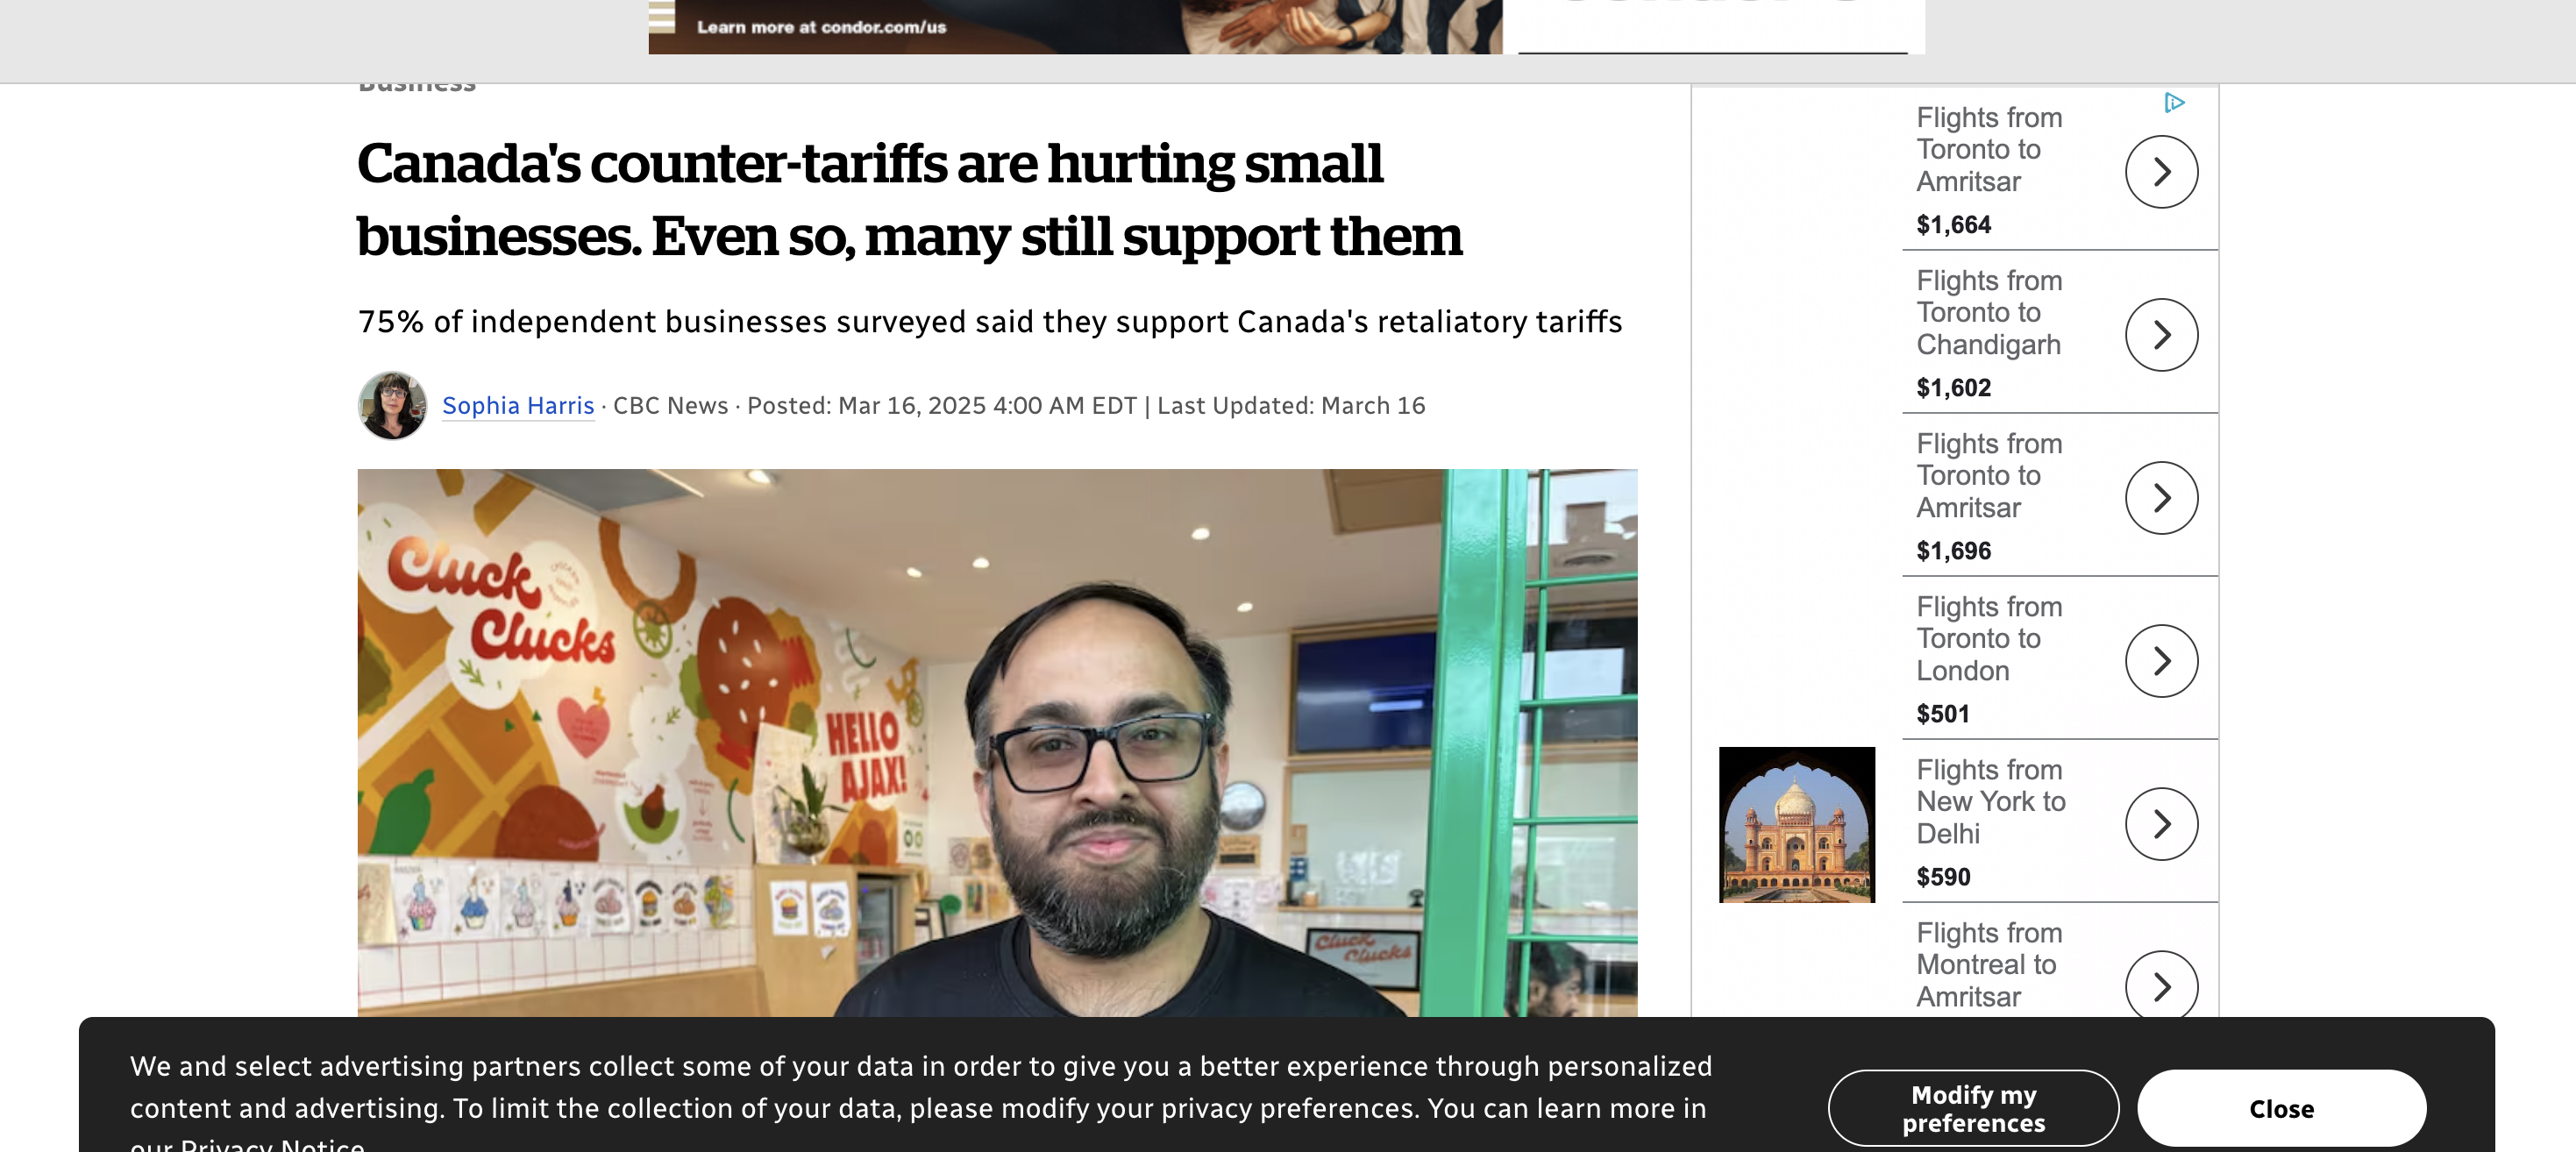 Learn more at condor.com/us
Business
Canada's counter-tariffs are hurting small
businesses. Even so, many still support them
75% of independent businesses surveyed said they support Canada's retaliatory tariffs
Sophia Harris · CBC News · Posted: Mar 16, 2025 4:00 AM EDT | Last Updated: March 16
Cluck
Clucks
HELLO
AJAX!
Cluck
Clucks
Flights from
Toronto to
Amritsar
$1,664
Flights from
Toronto to
Chandigarh
$1,602
Flights from
Toronto to
Amritsar
$1,696
Flights from
Toronto to
London
$501
Flights from
New York to
Delhi
$590
Flights from
Montreal to
Amritsar
We and select advertising partners collect some of your data in order to give you a better experience through personalized
content and advertising. To limit the collection of your data, please modify your privacy preferences. You can learn more in
our Privacy Notice
Modify my
preferences
Close